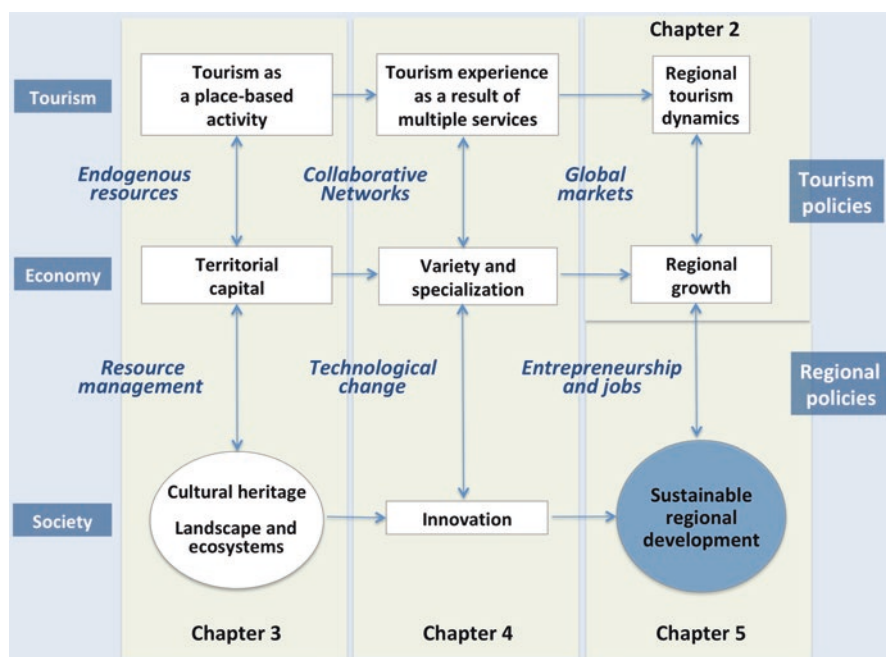 Chapter 2
Tourism
Tourism as
a place-based
activity
Tourism experience
as a result of
multiple services
Regional
tourism
dynamics
Endogenous
resources
Collaborative
Networks
Global
markets
Tourism
policies
Economy
Territorial
capital
Variety and
specialization
Regional
growth
Resource
management
Technological
change
Entrepreneurship
and jobs
Regional
policies
Society
Cultural heritage
Landscape and
ecosystems
Innovation
Sustainable
regional
development
Chapter 3
Chapter 4
Chapter 5